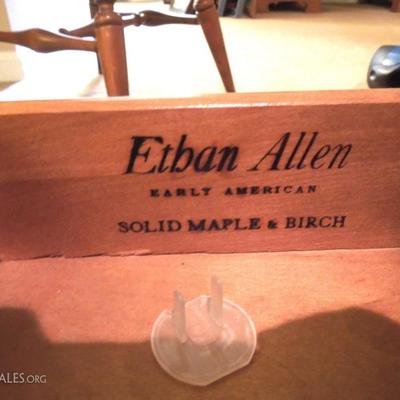 Ethan Allen
EARLY AMERICAN
SOLID MAPLE & BIRCH
ALES.ORG